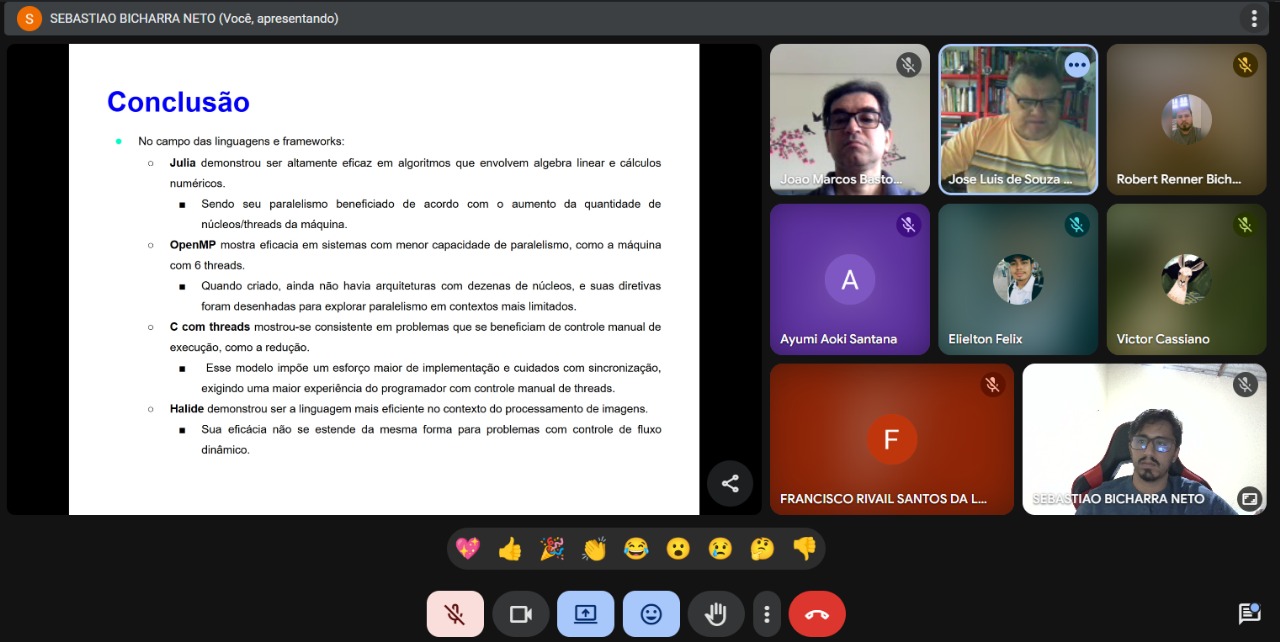 S
SEBASTIAO BICHARRA NETO (Você, apresentando)
Conclusão
No campo das linguagens e frameworks:
Julia demonstrou ser altamente eficaz em algoritmos que envolvem algebra linear e cálculos
numéricos.
Sendo seu paralelismo beneficiado de acordo com o aumento da quantidade de
núcleos/threads da máquina.
OpenMP mostra eficacia em sistemas com menor capacidade de paralelismo, como a máquina
com 6 threads.
Quando criado, ainda não havia arquiteturas com dezenas de núcleos, e suas diretivas
foram desenhadas para explorar paralelismo em contextos mais limitados.
C com threads mostrou-se consistente em problemas que se beneficiam de controle manual de
execução, como a redução.
Esse modelo impõe um esforço maior de implementação e cuidados com sincronização,
exigindo uma maior experiência do programador com controle manual de threads.
Halide demonstrou ser a linguagem mais eficiente no contexto do processamento de imagens.
Sua eficácia não se estende da mesma forma para problemas com controle de fluxo
dinâmico.
Joao Marcos Basto...
Jose Luis de Souza ...
Robert Renner Bich...
A
Ayumi Aoki Santana
Elielton Felix
Victor Cassiano
F
FRANCISCO RIVAIL SANTOS DA L...
SEBASTIAO BICHARRA NETO